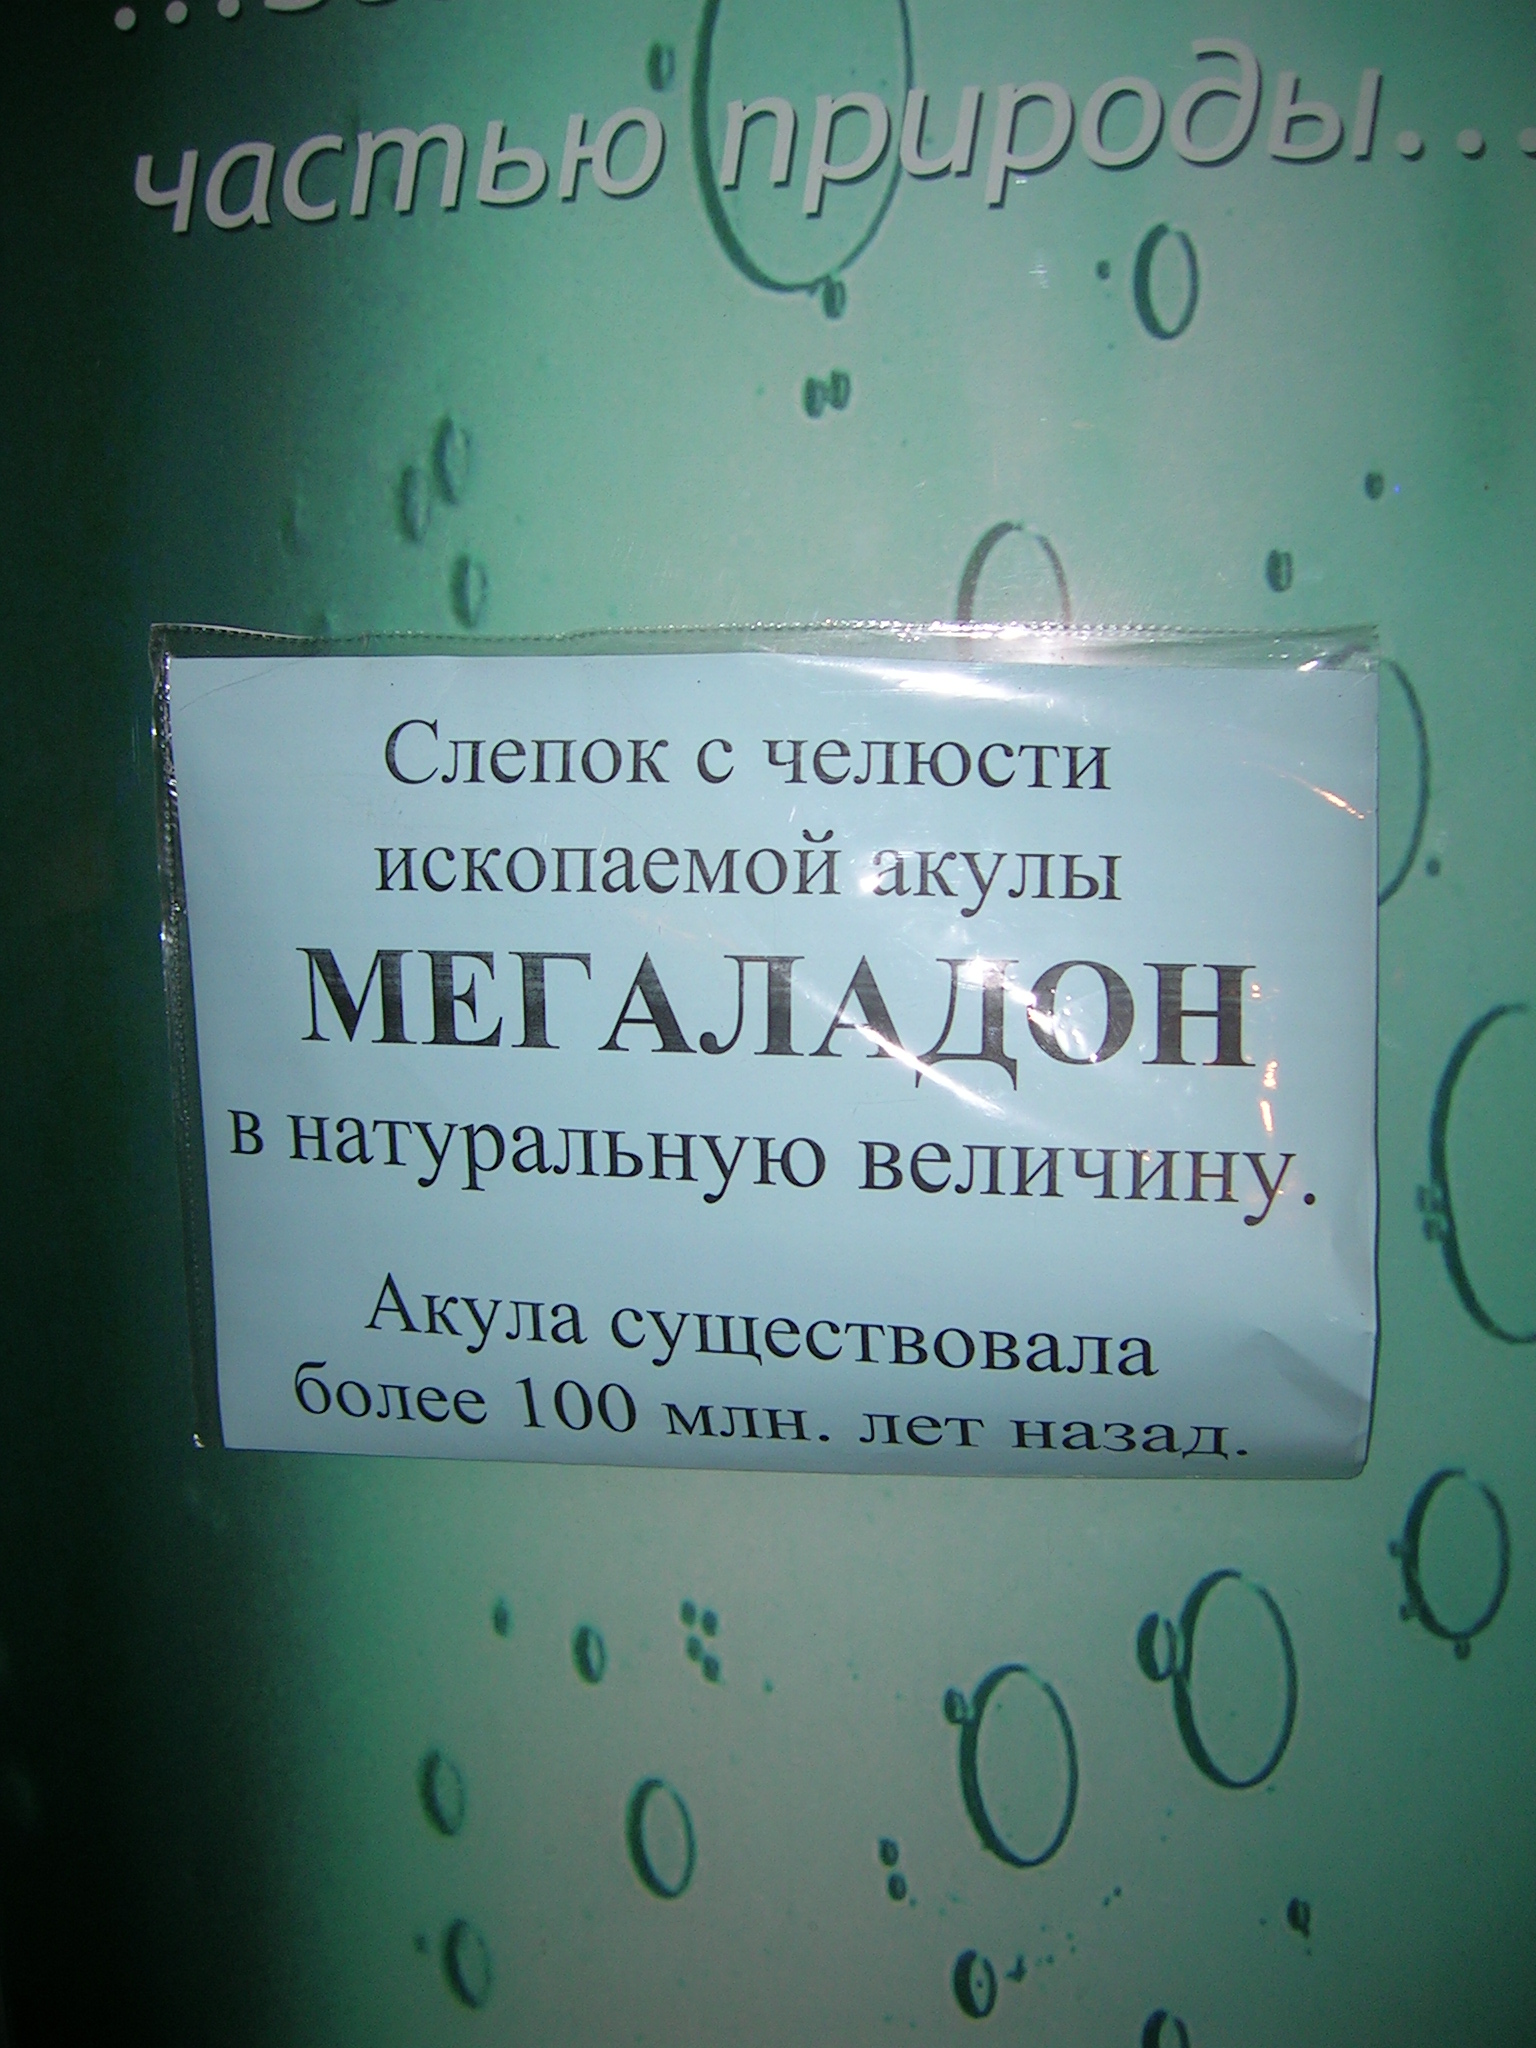 частью природы...
Слепок с челюсти
ископаемой акулы
МЕГАЛАДОН
в натуральную величину.
Акула существовала
более 100 млн. лет назад.